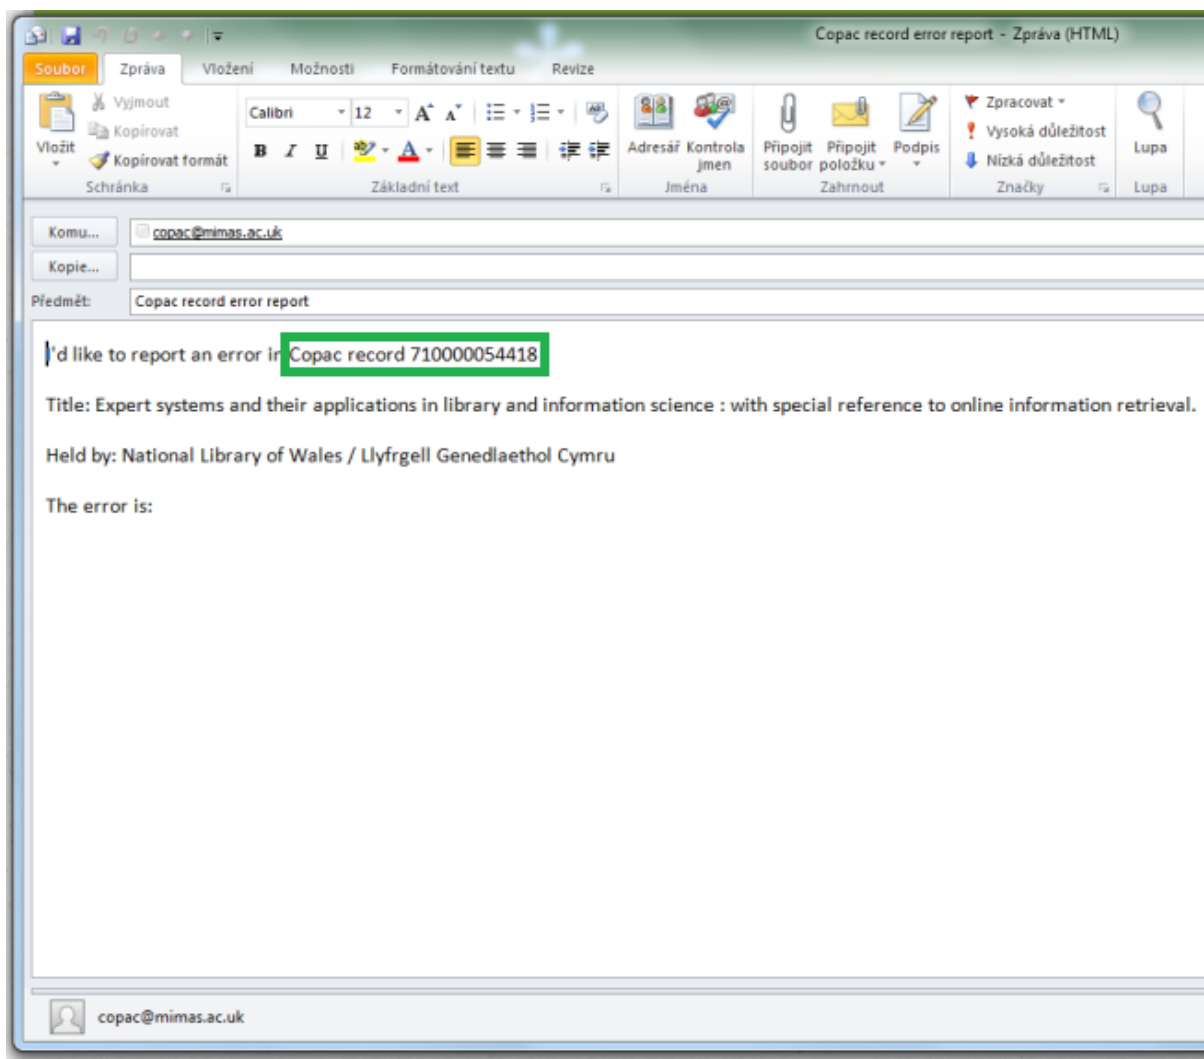 Copac record error report - Zpráva (HTML)
Soubor Zpráva Vložení Možnosti Formátování textu Revize
Vložit
Vyjmout
Kopírovat
Kopírovat formát
Schránka
Calibri 12
B I U
Základní text
Adresář Kontrola jmen
Jména
Připojit soubor Připojit položku Podpis
Zahrnout
Zpracovat
Vysoká důležitost
Nízká důležitost
Značky
Lupa
Lupa
Komu... copac@mimas.ac.uk
Kopie...
Předmět: Copac record error report
I'd like to report an error in Copac record 710000054418
Title: Expert systems and their applications in library and information science : with special reference to online information retrieval.
Held by: National Library of Wales / Llyfrgell Genedlaethol Cymru
The error is:
copac@mimas.ac.uk